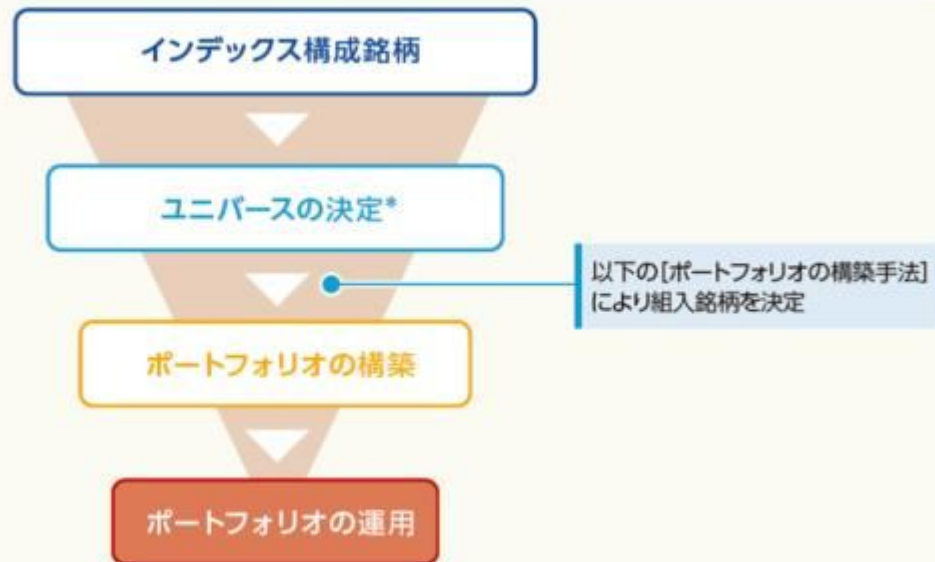 インデックス構成銘柄
ユニバースの決定*
以下の[ポートフォリオの構築手法]
により組入銘柄を決定
ポートフォリオの構築
ポートフォリオの運用